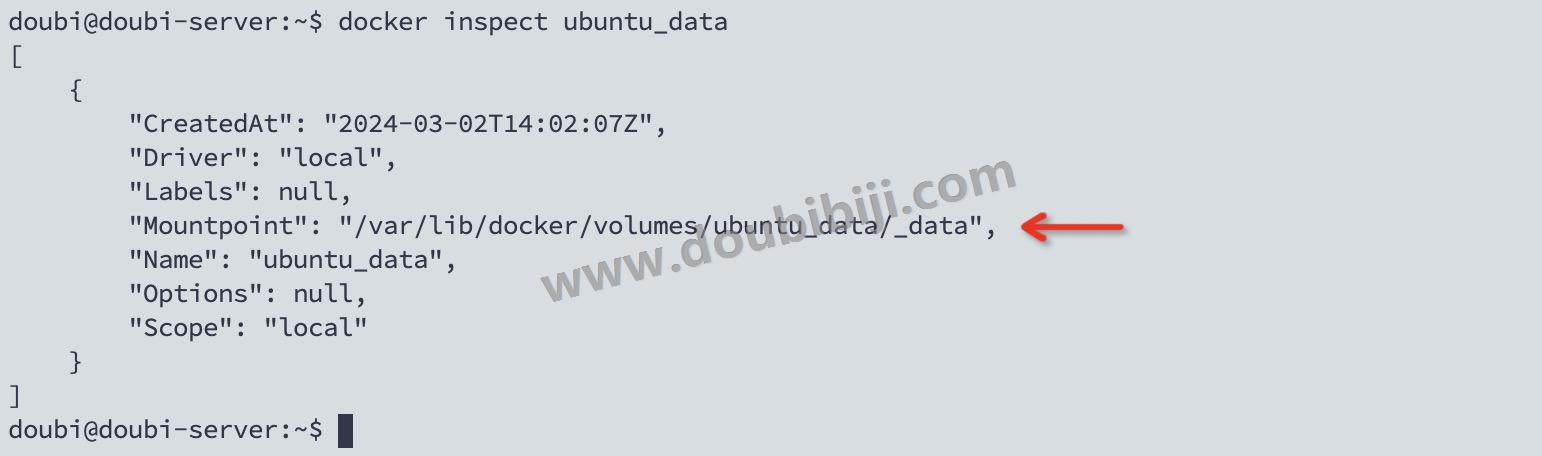 doubi@doubi-server:~$ docker inspect ubuntu_data
[
    {
        "CreatedAt": "2024-03-02T14:02:07Z",
        "Driver": "local",
        "Labels": null,
        "Mountpoint": "/var/lib/docker/volumes/ubuntu_data/_data",
        "Name": "ubuntu_data",
        "Options": null,
        "Scope": "local"
    }
]
doubi@doubi-server:~$
www.doubibiji.com